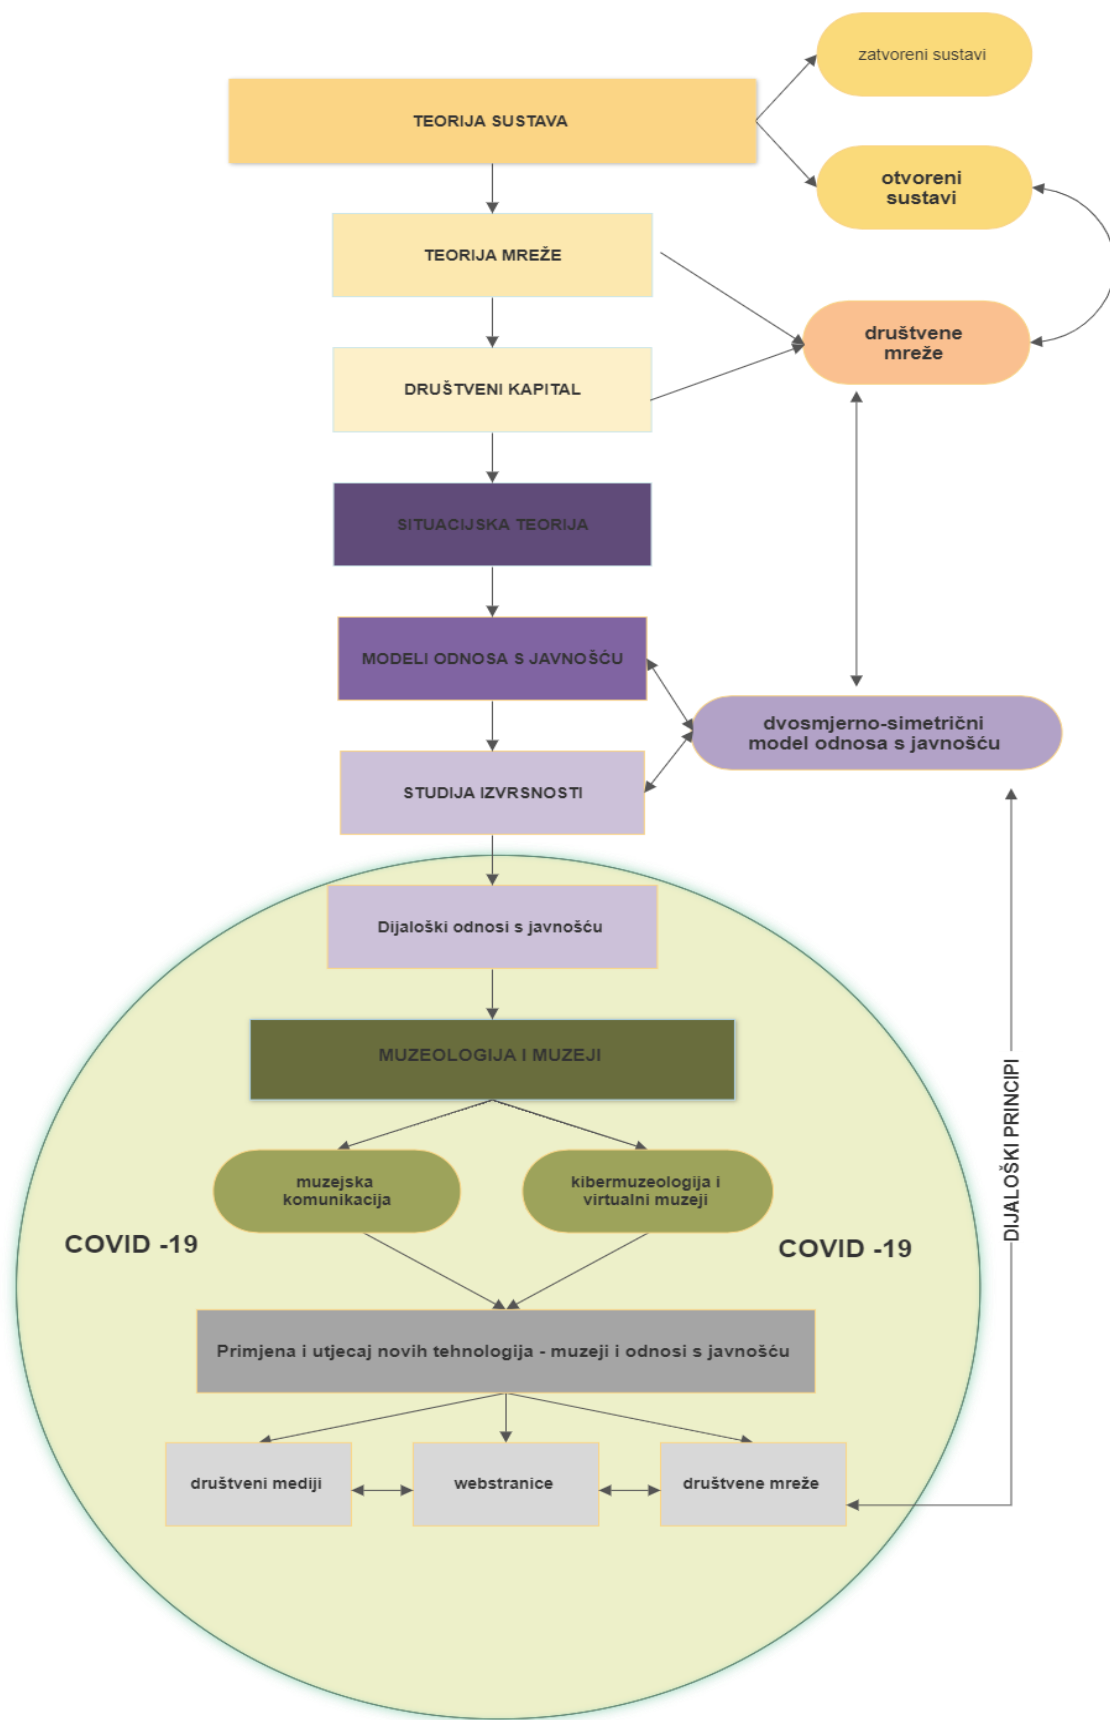 zatvoreni sustavi
TEORIJA SUSTAVA
otvoreni
sustavi
TEORIJA MREŽE
društvene
mreže
DRUŠTVENI KAPITAL
SITUACIJSKA TEORIJA
MODELI ODNOSA S JAVNOŠĆU
dvosmjerno-simetrični
model odnosa s javnošću
STUDIJA IZVRSNOSTI
Dijaloški odnosi s javnošću
MUZEOLOGIJA I MUZEJI
DIJALOŠKI PRINCIPI
muzejska
komunikacija
kibermuzeologija i
virtualni muzeji
COVID -19
COVID -19
Primjena i utjecaj novih tehnologija - muzeji i odnosi s javnošću
društveni mediji
webstranice
društvene mreže